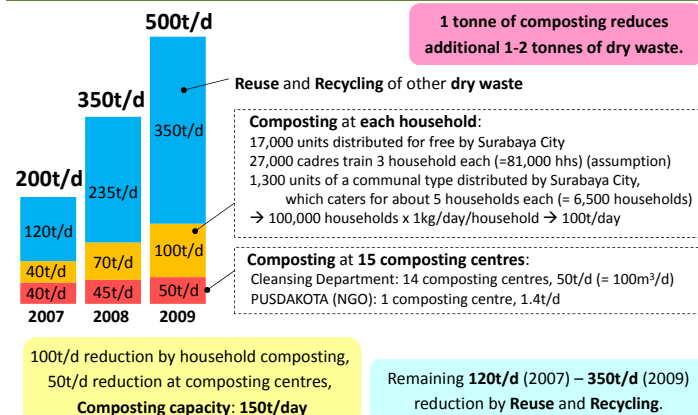 500t/d
1 tonne of composting reduces
additional 1-2 tonnes of dry waste.
Reuse and Recycling of other dry waste
350t/d
350t/d
Composting at each household:
17,000 units distributed for free by Surabaya City
27,000 cadres train 3 household each (=81,000 hhs) (assumption)
1,300 units of a communal type distributed by Surabaya City,
which caters for about 5 households each (= 6,500 households)
→ 100,000 households x 1kg/day/household → 100t/day
200t/d
235t/d
120t/d
100t/d
70t/d
40t/d
Composting at 15 composting centres:
Cleansing Department: 14 composting centres, 50t/d (= 100m³/d)
PUSDAKOTA (NGO): 1 composting centre, 1.4t/d
40t/d
45t/d
50t/d
2007
2008
2009
100t/d reduction by household composting,
50t/d reduction at composting centres,
Composting capacity: 150t/day
Remaining 120t/d (2007) – 350t/d (2009)
reduction by Reuse and Recycling.